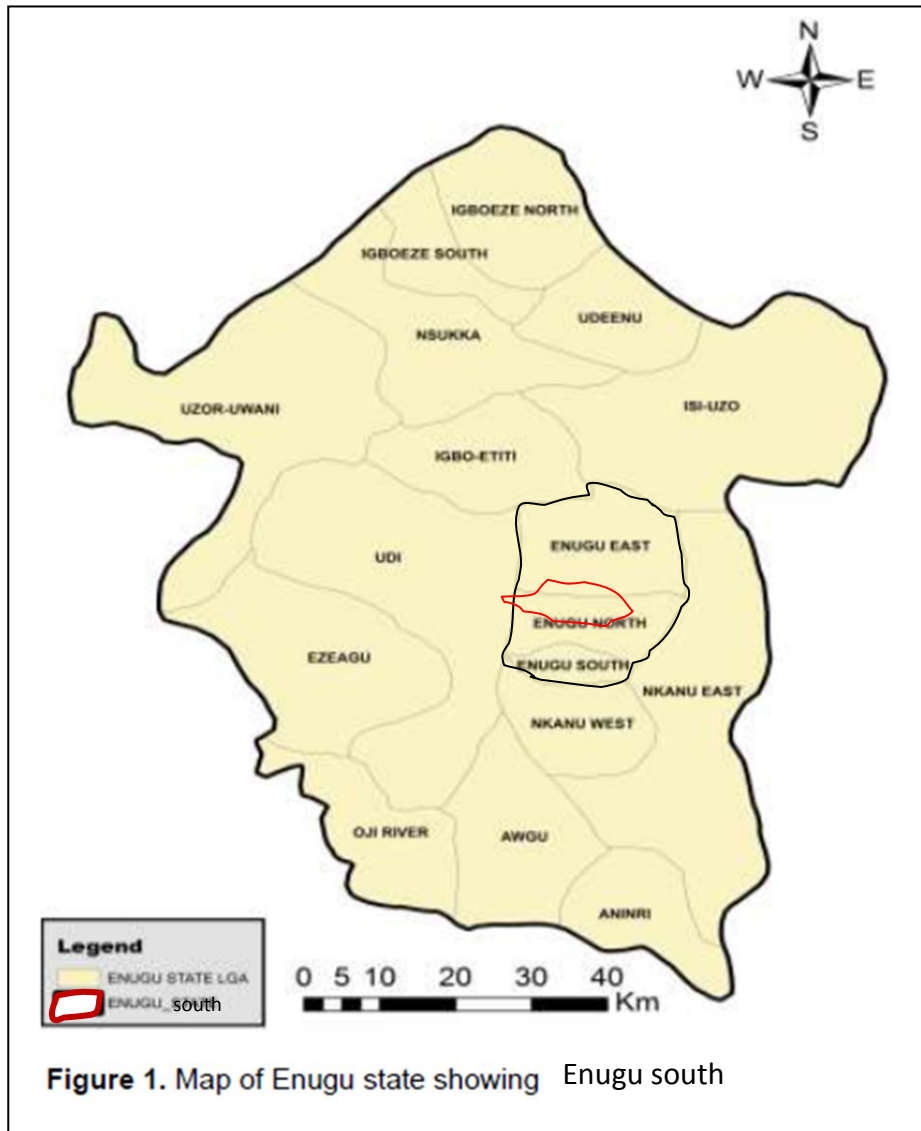 N
W E
S
IGBOEZE NORTH
IGBOEZE SOUTH
UDEENU
NSUKKA
UZOR-UWANI
ISI-UZO
IGBO-ETITI
ENUGU EAST
UDI
ENUGU NORTH
EZEAGU
ENUGU SOUTH
NKANU EAST
NKANU WEST
OJI RIVER
AWGU
ANINRI
Legend
ENUGU STATE LGA
ENUGU_ south
0 5 10 20 30 40
Km
Figure 1. Map of Enugu state showing Enugu south